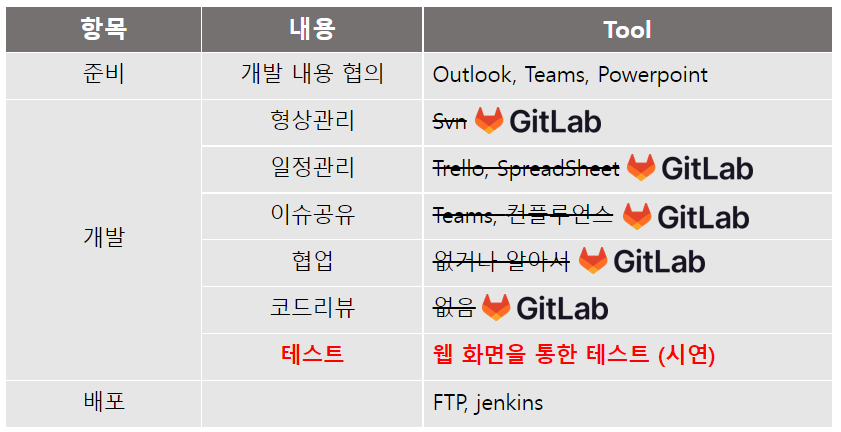 항목 내용 Tool
준비 개발 내용 협의 Outlook, Teams, Powerpoint
개발
형상관리 Svn GitLab
일정관리 Trello, SpreadSheet GitLab
이슈공유 Teams, 컨플루언스 GitLab
협업 없거나 알아서 GitLab
코드리뷰 없음 GitLab
테스트 웹 화면을 통한 테스트 (시연)
배포 FTP, jenkins